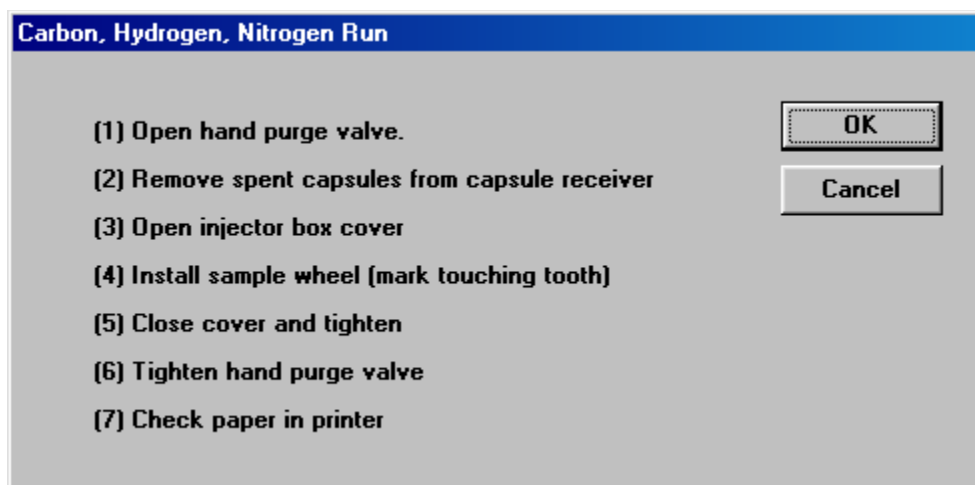 Carbon, Hydrogen, Nitrogen Run
(1) Open hand purge valve.
(2) Remove spent capsules from capsule receiver
(3) Open injector box cover
(4) Install sample wheel (mark touching tooth)
(5) Close cover and tighten
(6) Tighten hand purge valve
(7) Check paper in printer
OK
Cancel